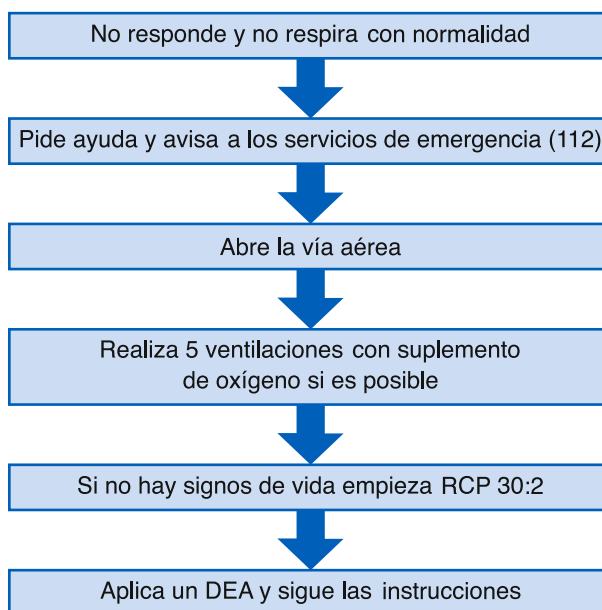 No responde y no respira con normalidad
Pide ayuda y avisa a los servicios de emergencia (112)
Abre la vía aérea
Realiza 5 ventilaciones con suplemento
de oxígeno si es posible
Si no hay signos de vida empieza RCP 30:2
Aplica un DEA y sigue las instrucciones